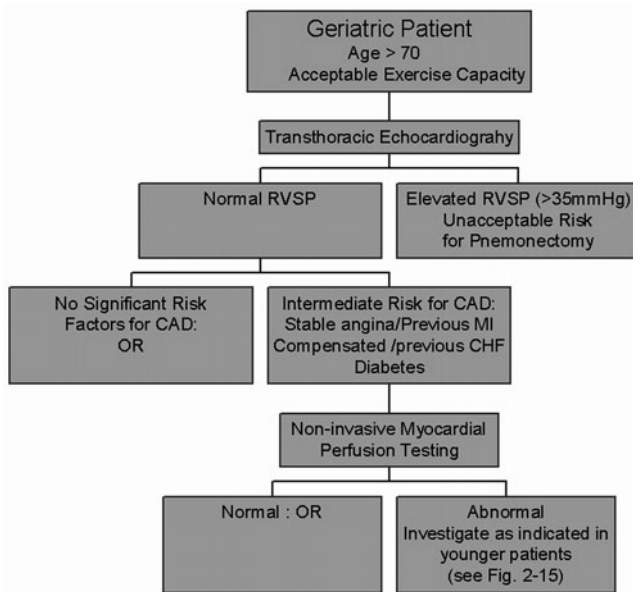 Geriatric Patient
Age > 70
Acceptable Exercise Capacity
Transthoracic Echocardiograhy
Normal RVSP
Elevated RVSP (>35mmHg)
Unacceptable Risk
for Pnemonectomy
No Significant Risk
Factors for CAD:
OR
Intermediate Risk for CAD:
Stable angina/Previous MI
Compensated /previous CHF
Diabetes
Non-invasive Myocardial
Perfusion Testing
Normal : OR
Abnormal
Investigate as indicated in
younger patients
(see Fig. 2-15)